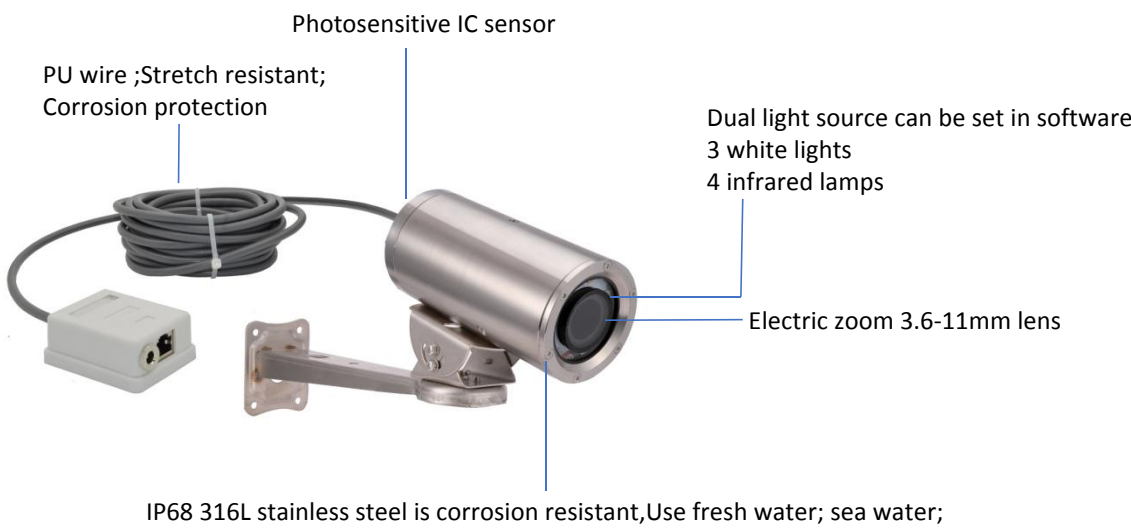 Photosensitive IC sensor
PU wire ;Stretch resistant;
Corrosion protection
Dual light source can be set in software
3 white lights
4 infrared lamps
Electric zoom 3.6-11mm lens
IP68 316L stainless steel is corrosion resistant,Use fresh water; sea water;